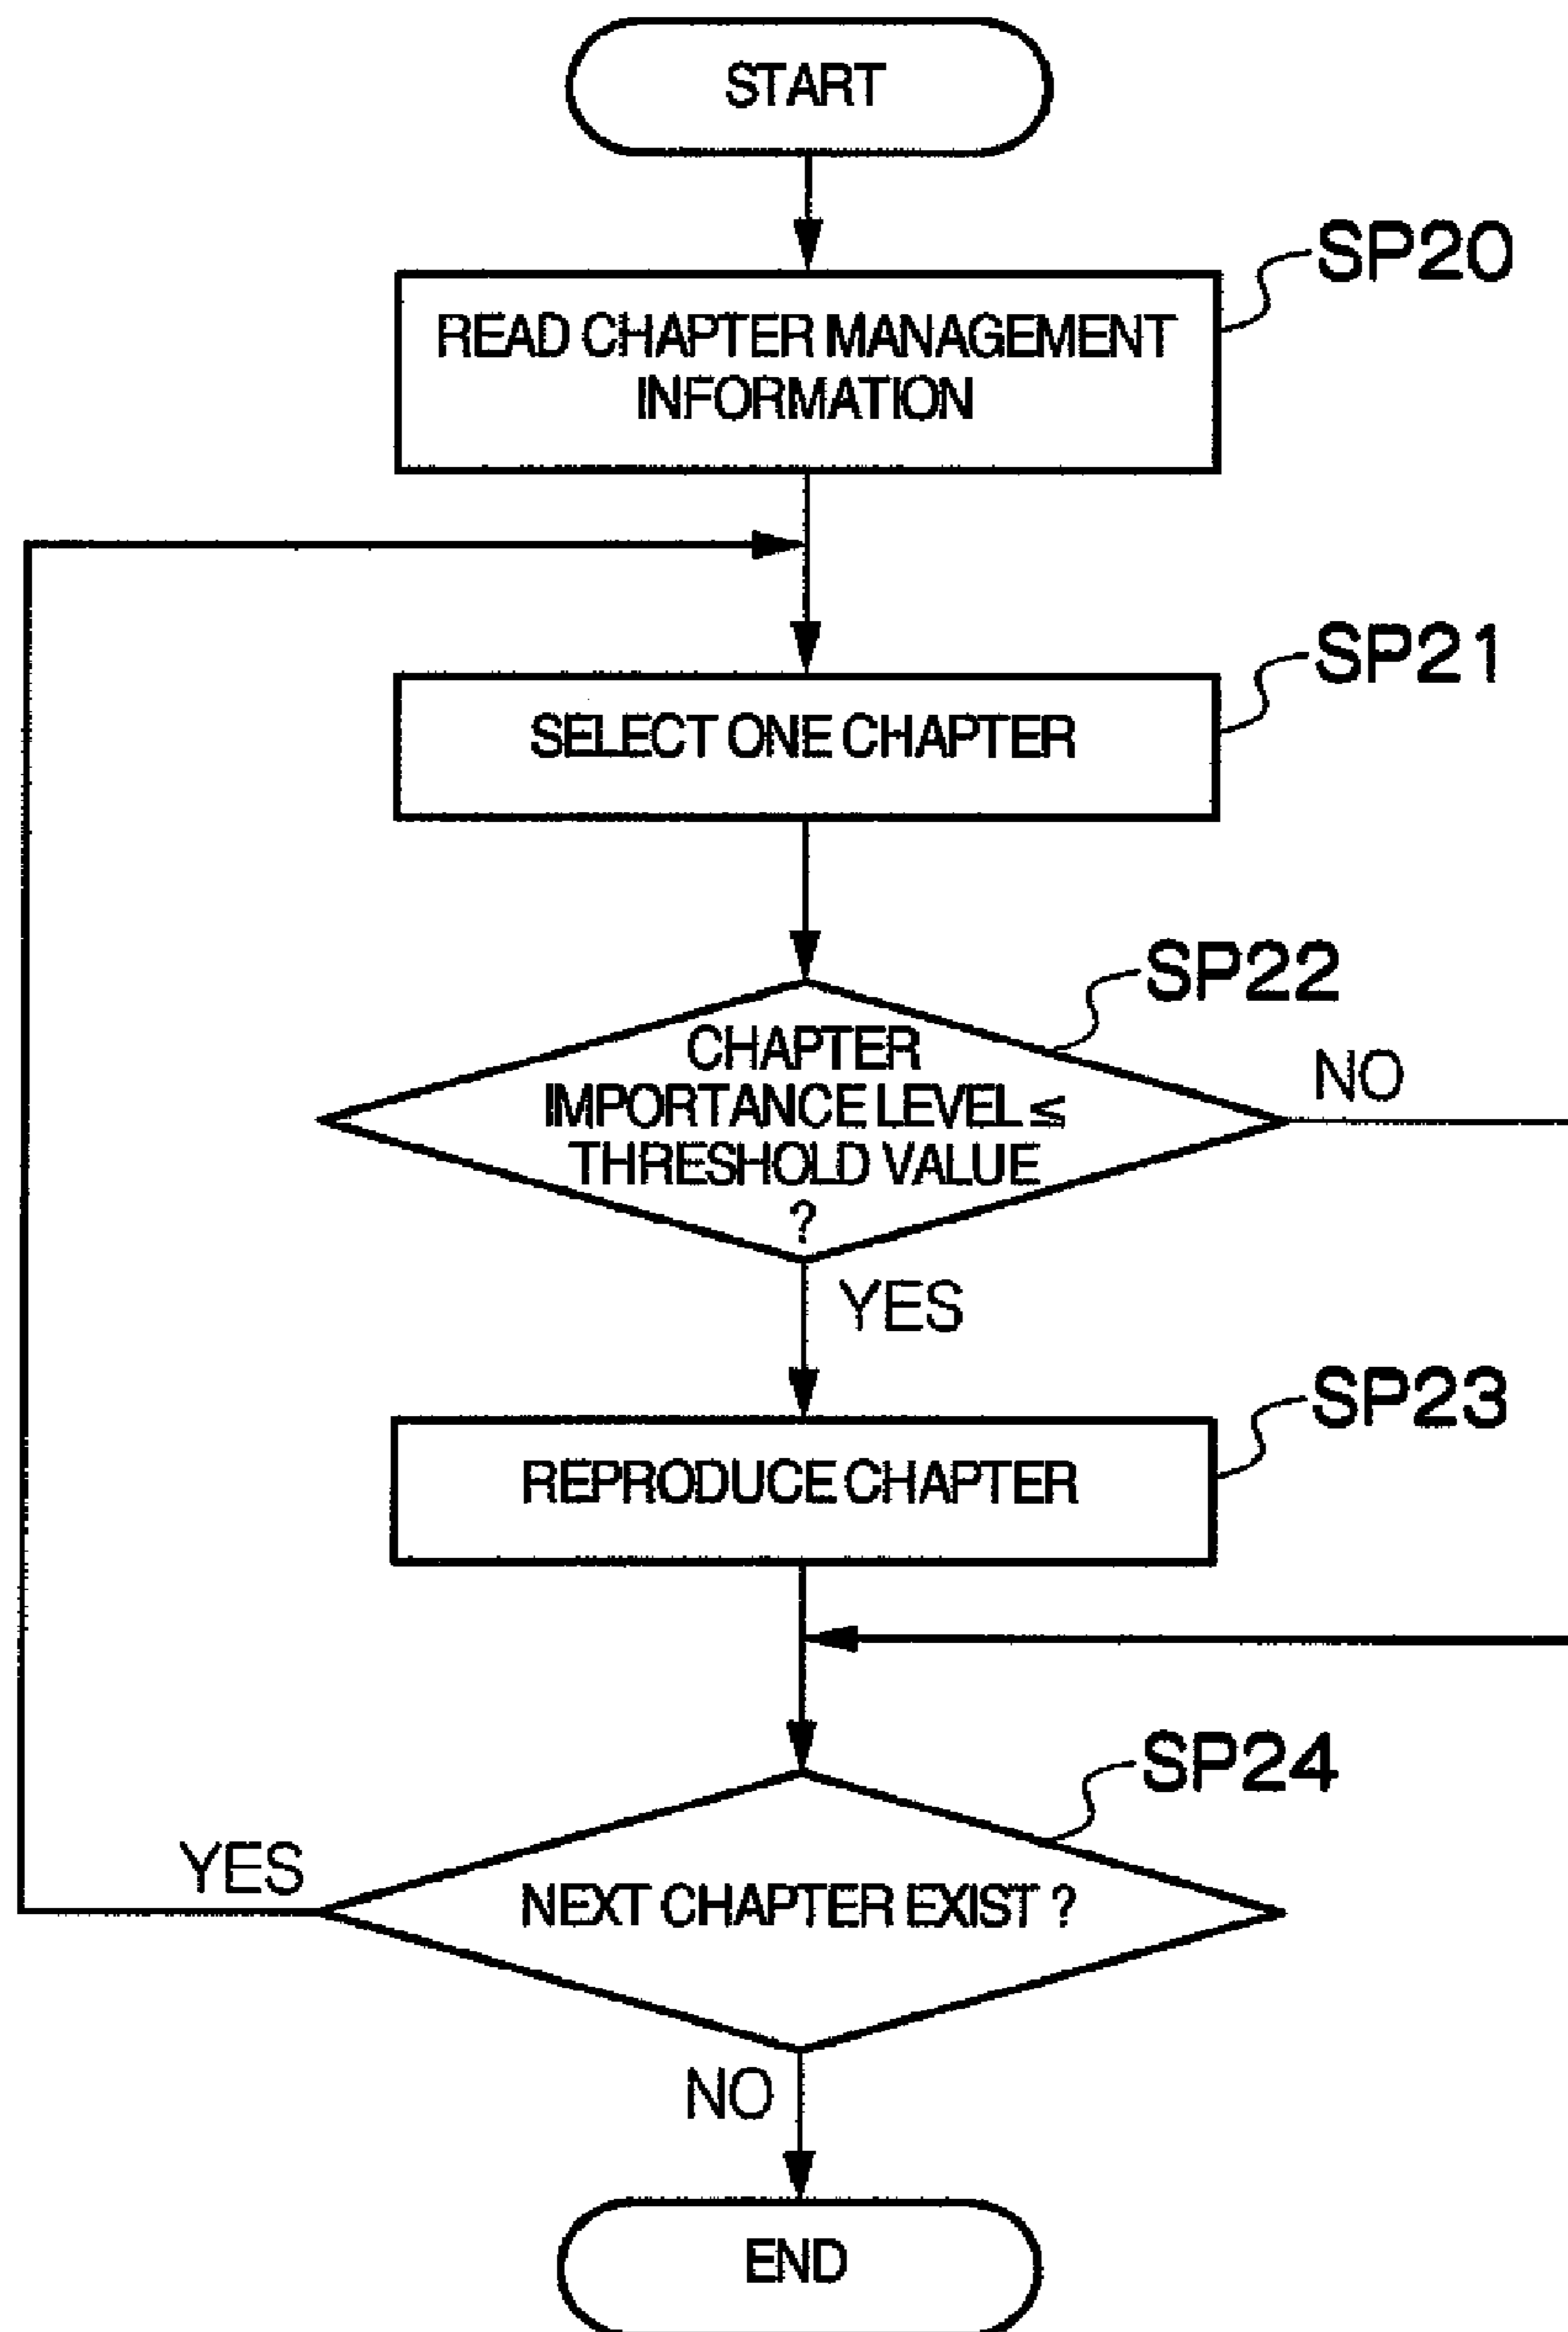 START
SP20
READ CHAPTER MANAGEMENT
INFORMATION
SP21
SELECT ONE CHAPTER
SP22
CHAPTER
IMPORTANCE LEVEL ≤
THRESHOLD VALUE
?
NO
YES
SP23
REPRODUCE CHAPTER
SP24
YES
NEXT CHAPTER EXIST ?
NO
END